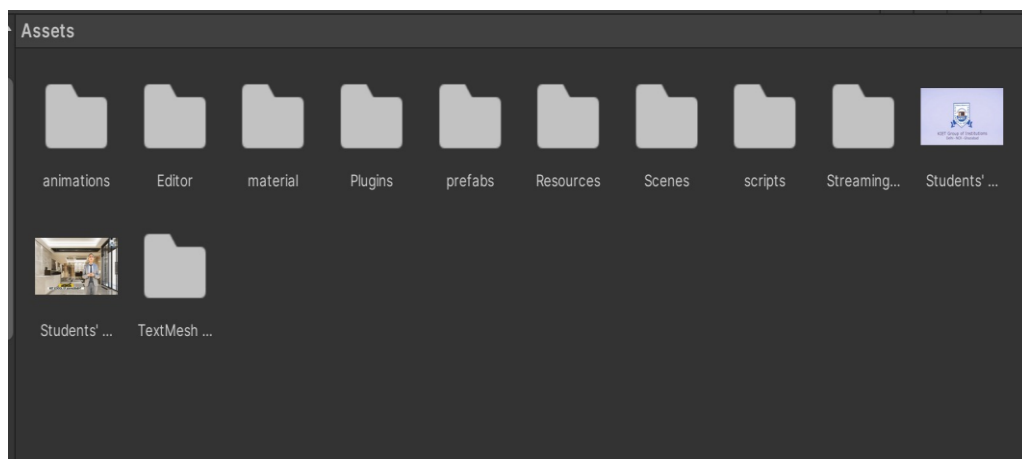 Assets
animations Editor material Plugins prefabs Resources Scenes scripts Streaming... Students' ...
Students' ... TextMesh ...